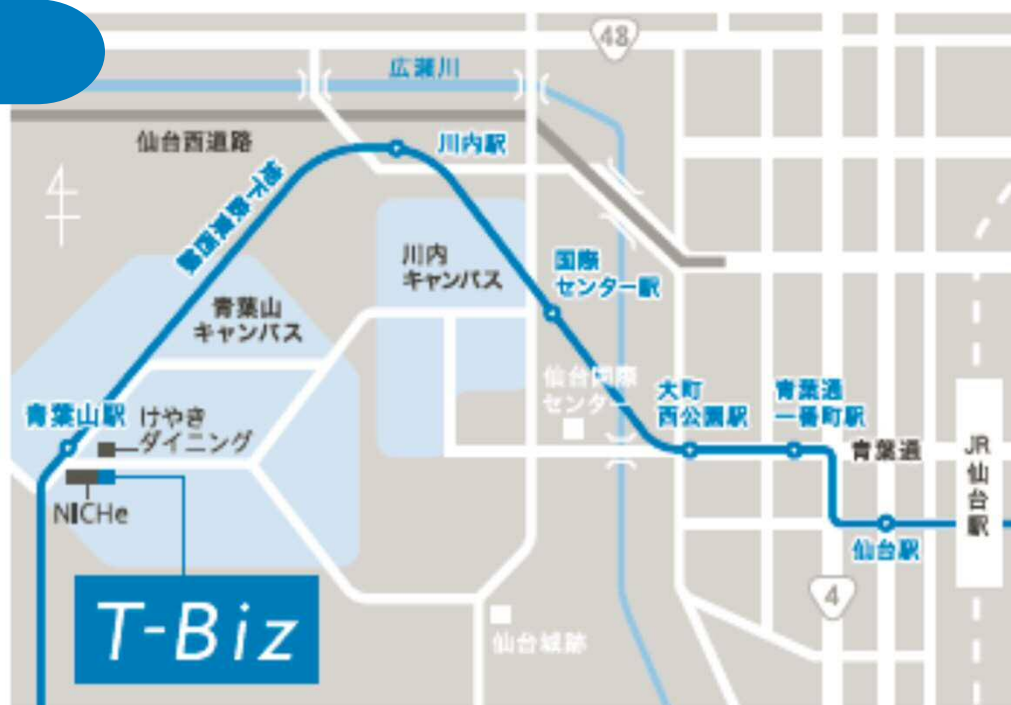 48
広瀬川
仙台西道路
川内駅
地下鉄東西線
川内
キャンパス
国際
センター駅
青葉山
キャンパス
仙台国際
センター
大町
西公園駅
青葉通
一番町駅
青葉山駅
けやき
ダイニング
青葉通
JR
仙
台
駅
NICHe
仙台駅
T-Biz
4
仙台城跡